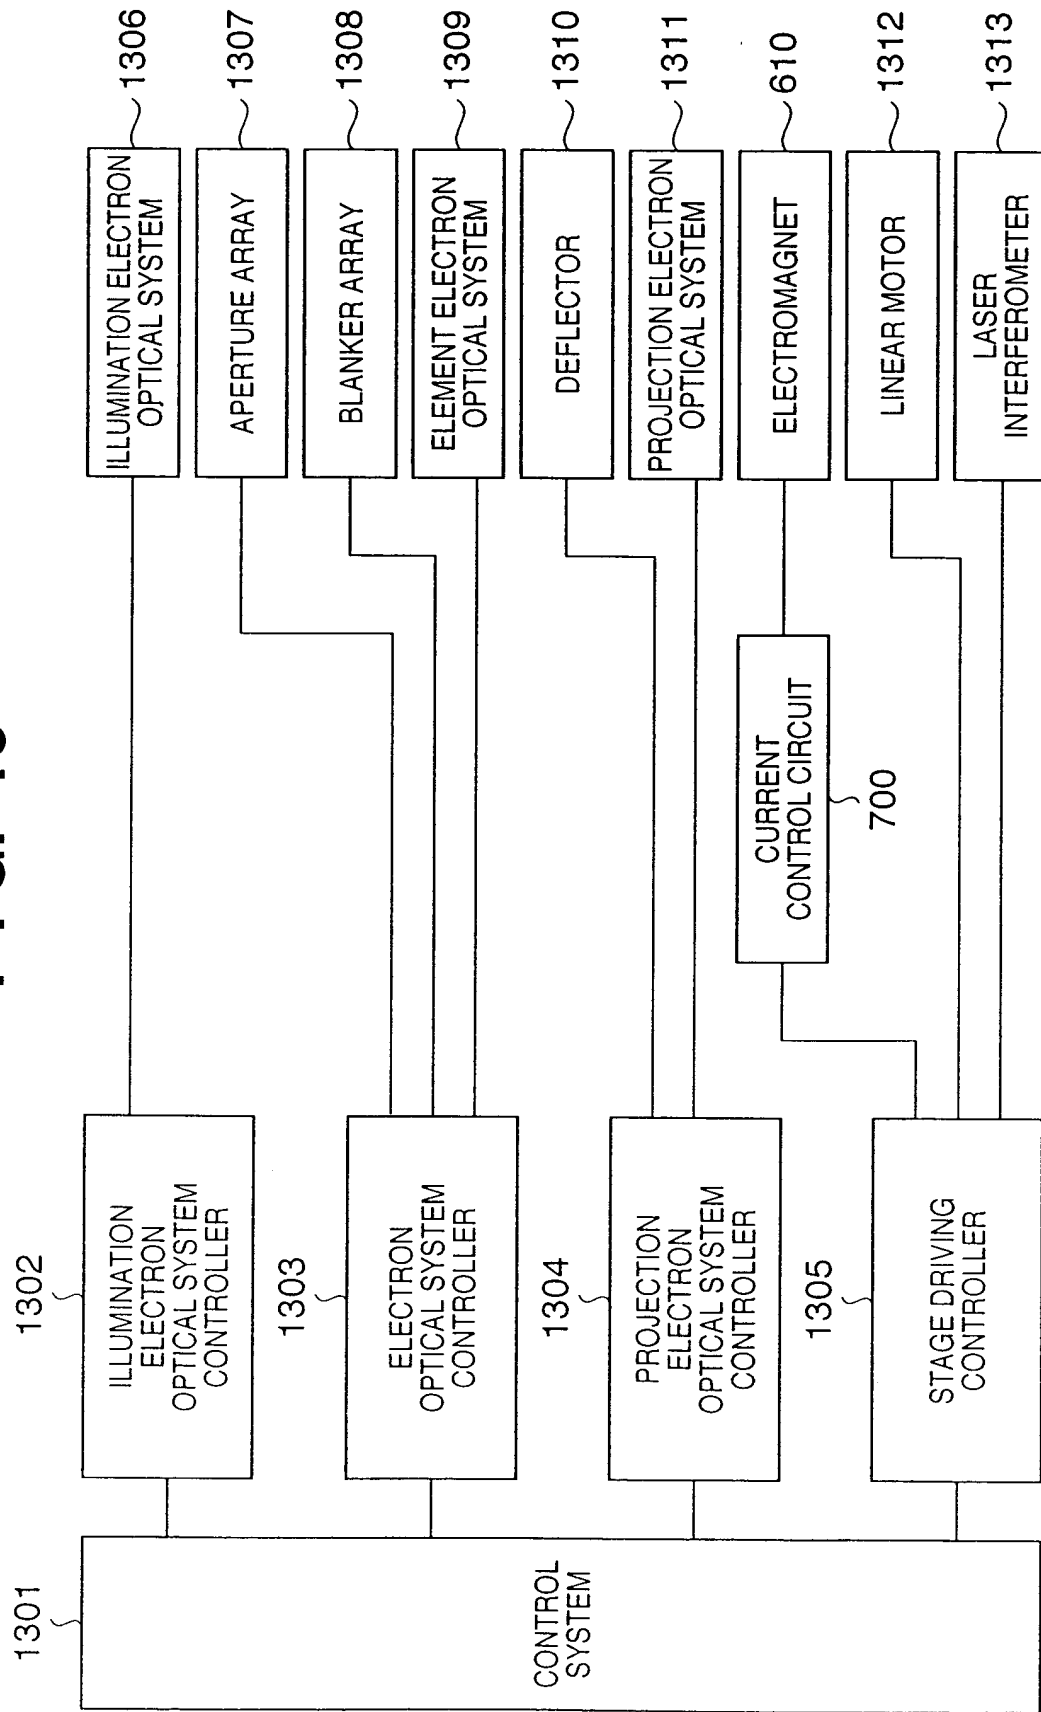 1301
CONTROL
SYSTEM
1302
ILLUMINATION
ELECTRON
OPTICAL SYSTEM
CONTROLLER
1303
ELECTRON
OPTICAL SYSTEM
CONTROLLER
1304
PROJECTION
ELECTRON
OPTICAL SYSTEM
CONTROLLER
1305
STAGE DRIVING
CONTROLLER
CURRENT
CONTROL CIRCUIT
700
ILLUMINATION ELECTRON
OPTICAL SYSTEM
1306
APERTURE ARRAY
1307
BLANKER ARRAY
1308
ELEMENT ELECTRON
OPTICAL SYSTEM
1309
DEFLECTOR
1310
PROJECTION ELECTRON
OPTICAL SYSTEM
1311
ELECTROMAGNET
610
LINEAR MOTOR
1312
LASER
INTERFEROMETER
1313